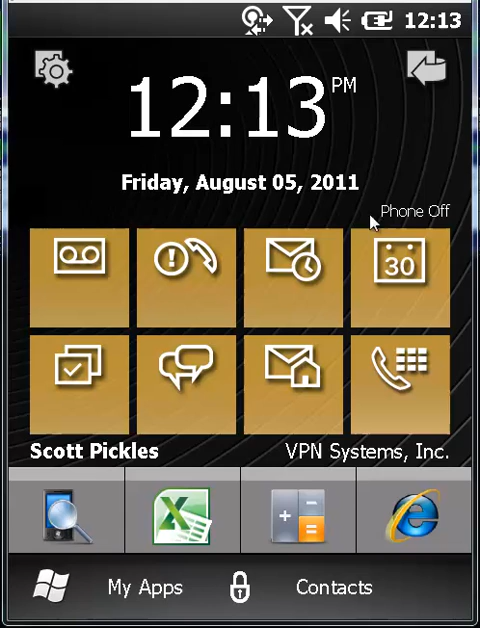 12:13
12:13 PM
Friday, August 05, 2011
Phone Off
30
Scott Pickles VPN Systems, Inc.
My Apps Contacts